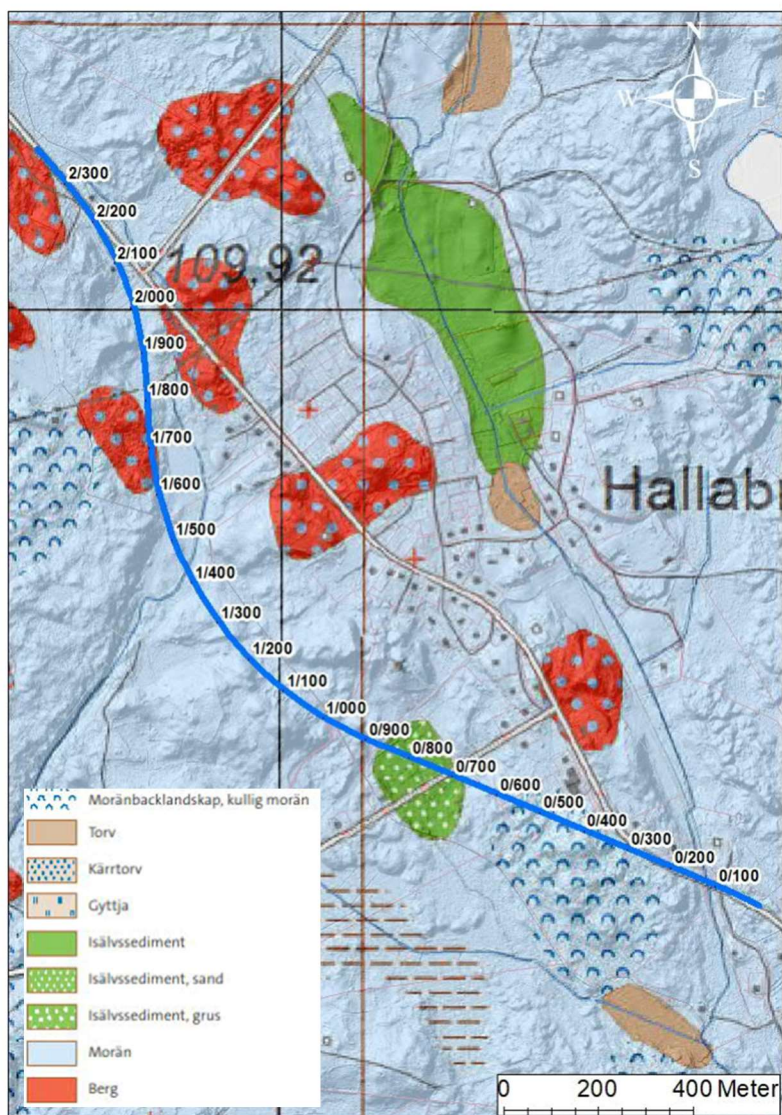 N
W E
S
2/300
2/200
2/100
109,92
2/000
1/900
1/800
1/700
1/600
Hallab
1/500
1/400
1/300
1/200
1/100
1/000
0/900
0/800
0/700
0/600
0/500
0/400
0/300
0/200
0/100
Moränbacklandskap, kullig morän
Torv
Kärrtorv
Gyttja
Isälvssediment
Isälvssediment, sand
Isälvssediment, grus
Morän
Berg
0 200 400 Meter